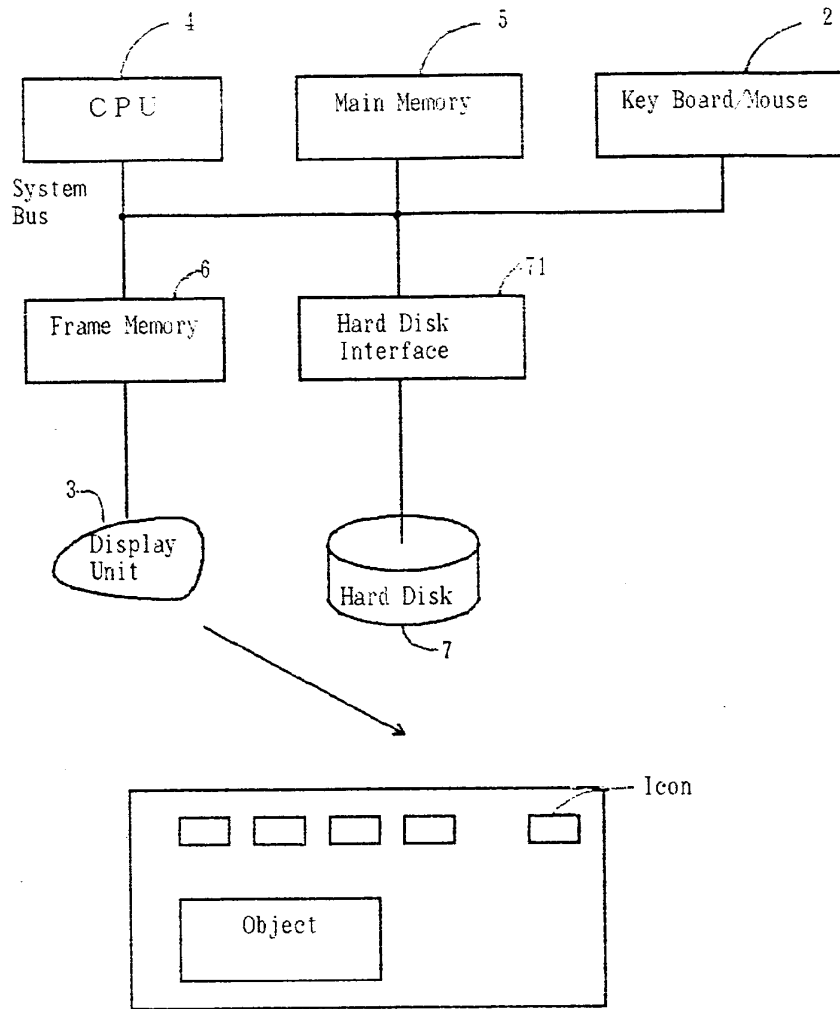 4
5
2
CPU
Main Memory
Key Board/Mouse
System
Bus
6
71
Frame Memory
Hard Disk
Interface
3
Display
Unit
Hard Disk
7
Icon
Object